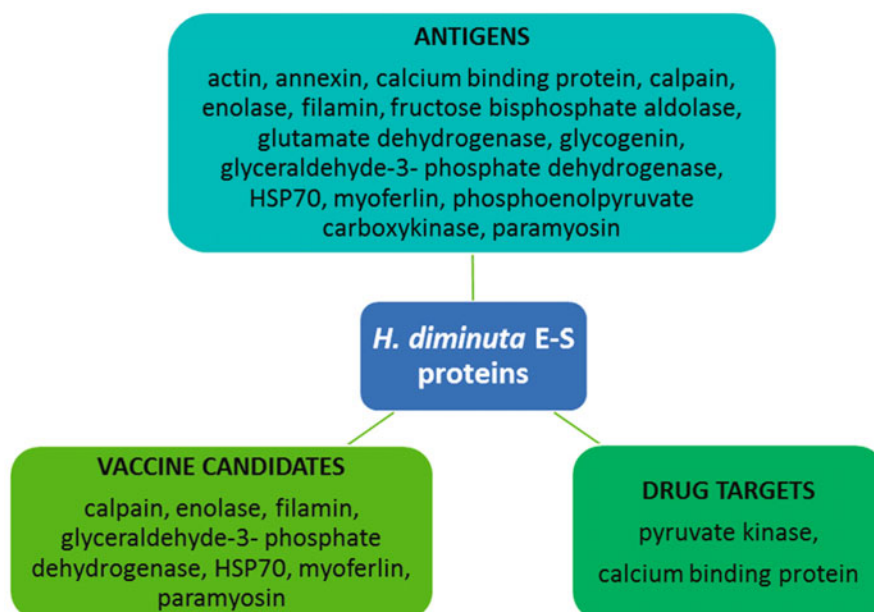 ANTIGENS
actin, annexin, calcium binding protein, calpain,
enolase, filamin, fructose bisphosphate aldolase,
glutamate dehydrogenase, glycogenin,
glyceraldehyde-3- phosphate dehydrogenase,
HSP70, myoferlin, phosphoenolpyruvate
carboxykinase, paramyosin
H. diminuta E-S
proteins
VACCINE CANDIDATES
calpain, enolase, filamin,
glyceraldehyde-3- phosphate
dehydrogenase, HSP70, myoferlin,
paramyosin
DRUG TARGETS
pyruvate kinase,
calcium binding protein